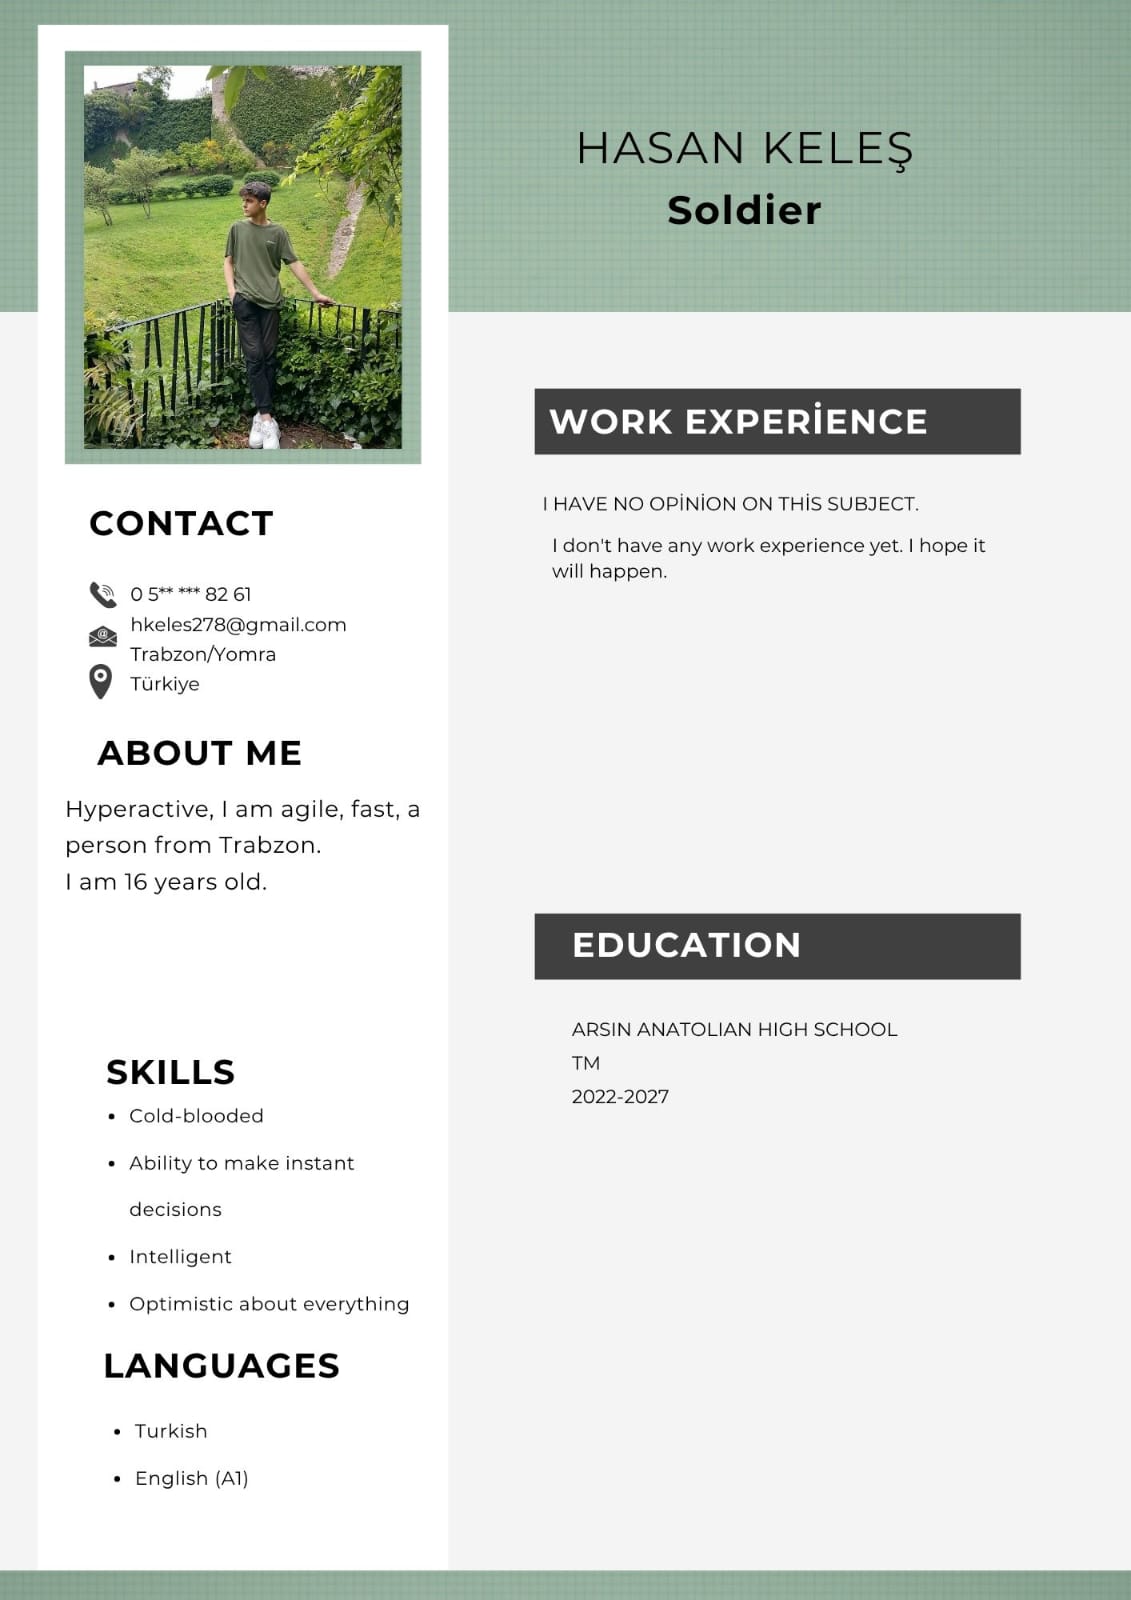 HASAN KELEŞ
Soldier
CONTACT
0 5** *** 82 61
hkeles278@gmail.com
Trabzon/Yomra
Türkiye
ABOUT ME
Hyperactive, I am agile, fast, a
person from Trabzon.
I am 16 years old.
SKILLS
• Cold-blooded
• Ability to make instant
decisions
• Intelligent
• Optimistic about everything
LANGUAGES
• Turkish
• English (A1)
WORK EXPERİENCE
I HAVE NO OPİNİON ON THİS SUBJECT.
I don't have any work experience yet. I hope it
will happen.
EDUCATION
ARSIN ANATOLIAN HIGH SCHOOL
TM
2022-2027